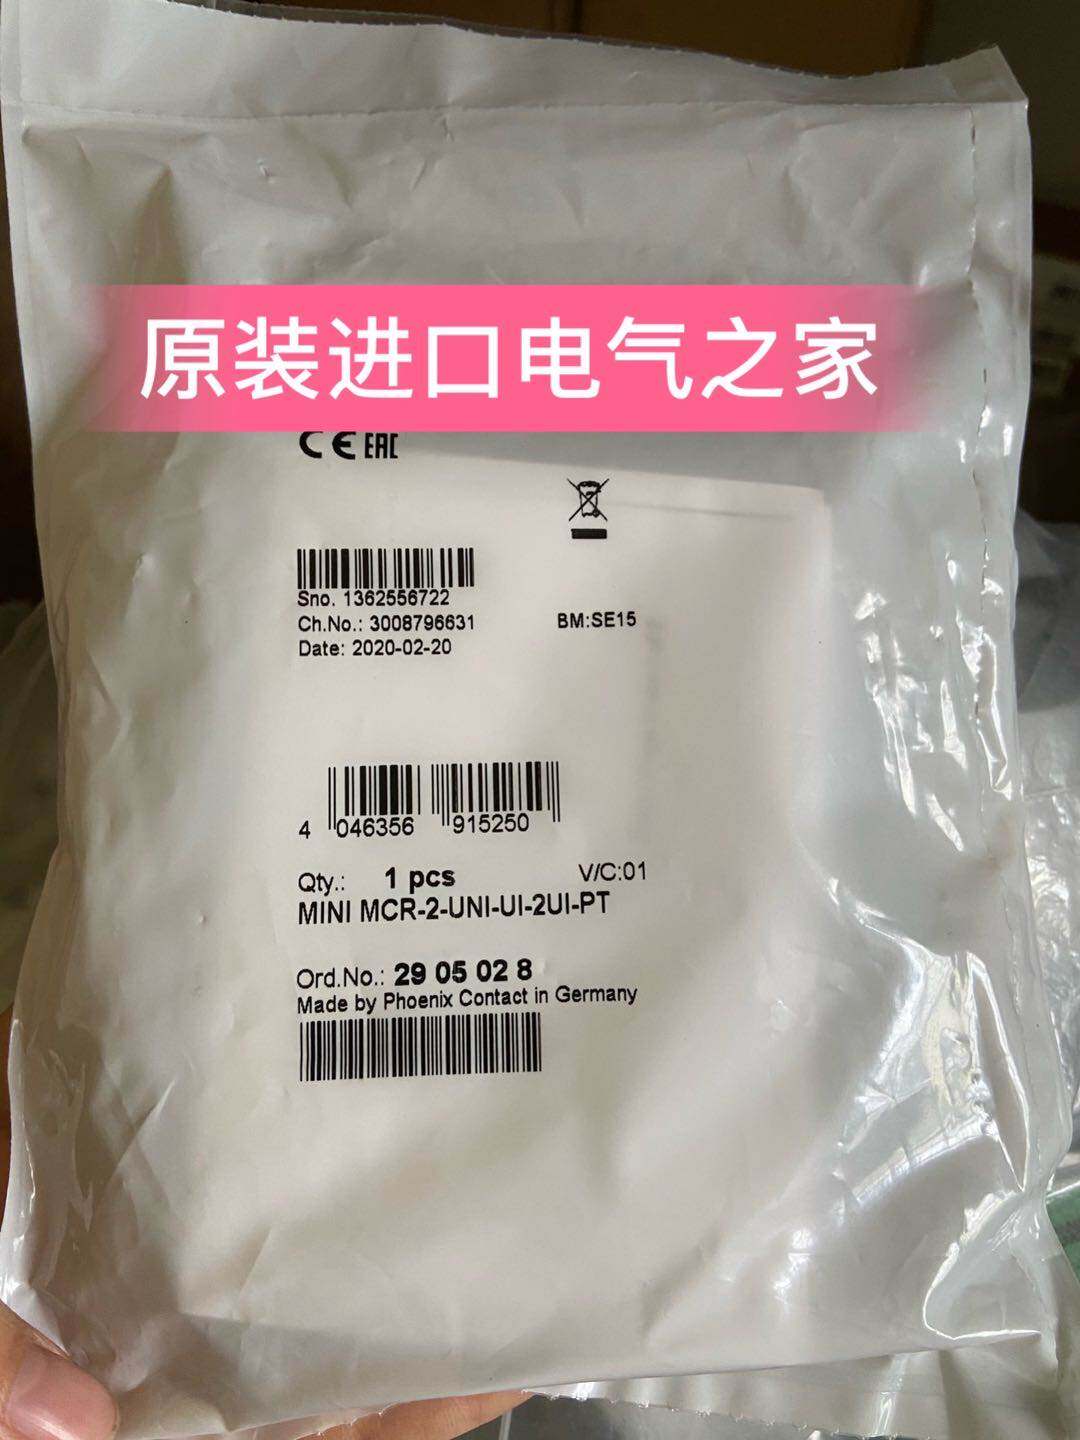 原装进口电气之家
CE EAC
Sno. 1362556722
Ch.No.: 3008796631 BM:SE15
Date: 2020-02-20
4 046356 915250
Qty.: 1 pcs V/C:01
MINI MCR-2-UNI-UI-2UI-PT
Ord.No.: 29 05 02 8
Made by Phoenix Contact in Germany